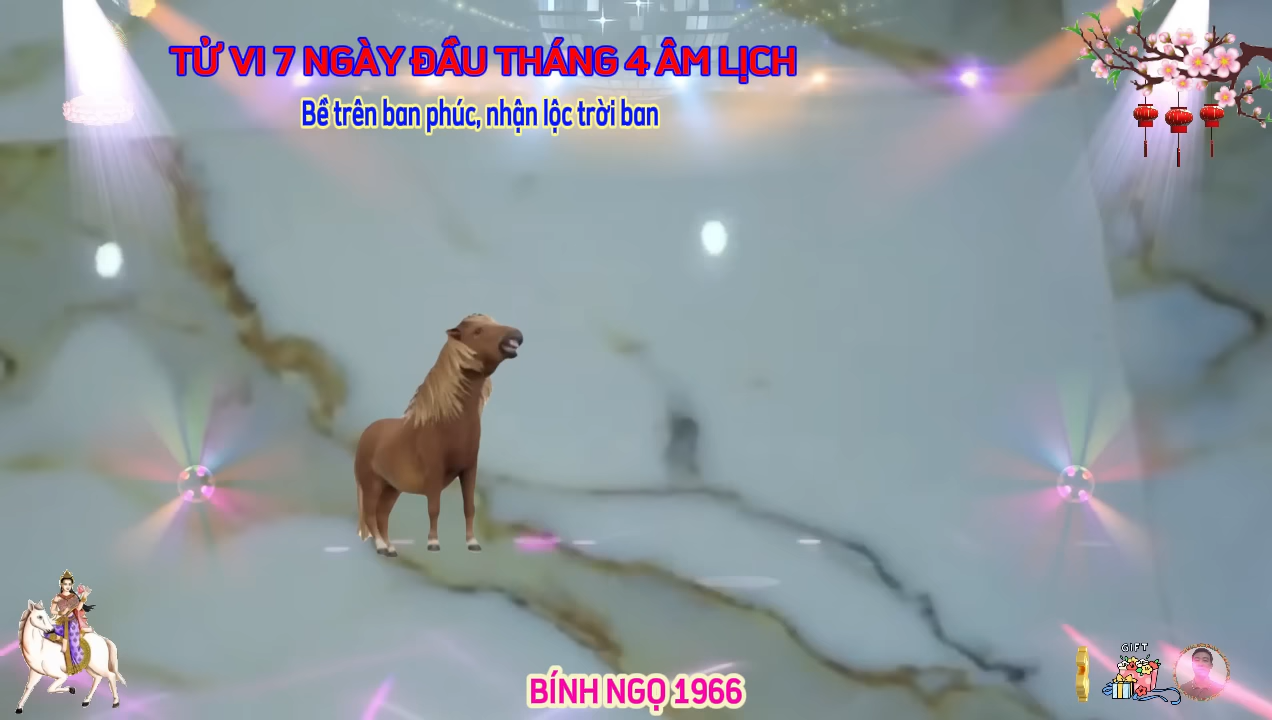 TỬ VI 7 NGÀY ĐẦU THÁNG 4 ÂM LỊCH
Bề trên ban phúc, nhận lộc trời ban
GIFT
BÍNH NGỌ 1966